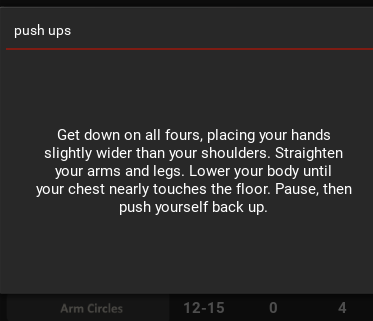 push ups
Get down on all fours, placing your hands
slightly wider than your shoulders. Straighten
your arms and legs. Lower your body until
your chest nearly touches the floor. Pause, then
push yourself back up.
Arm Circles 12-15 0 4